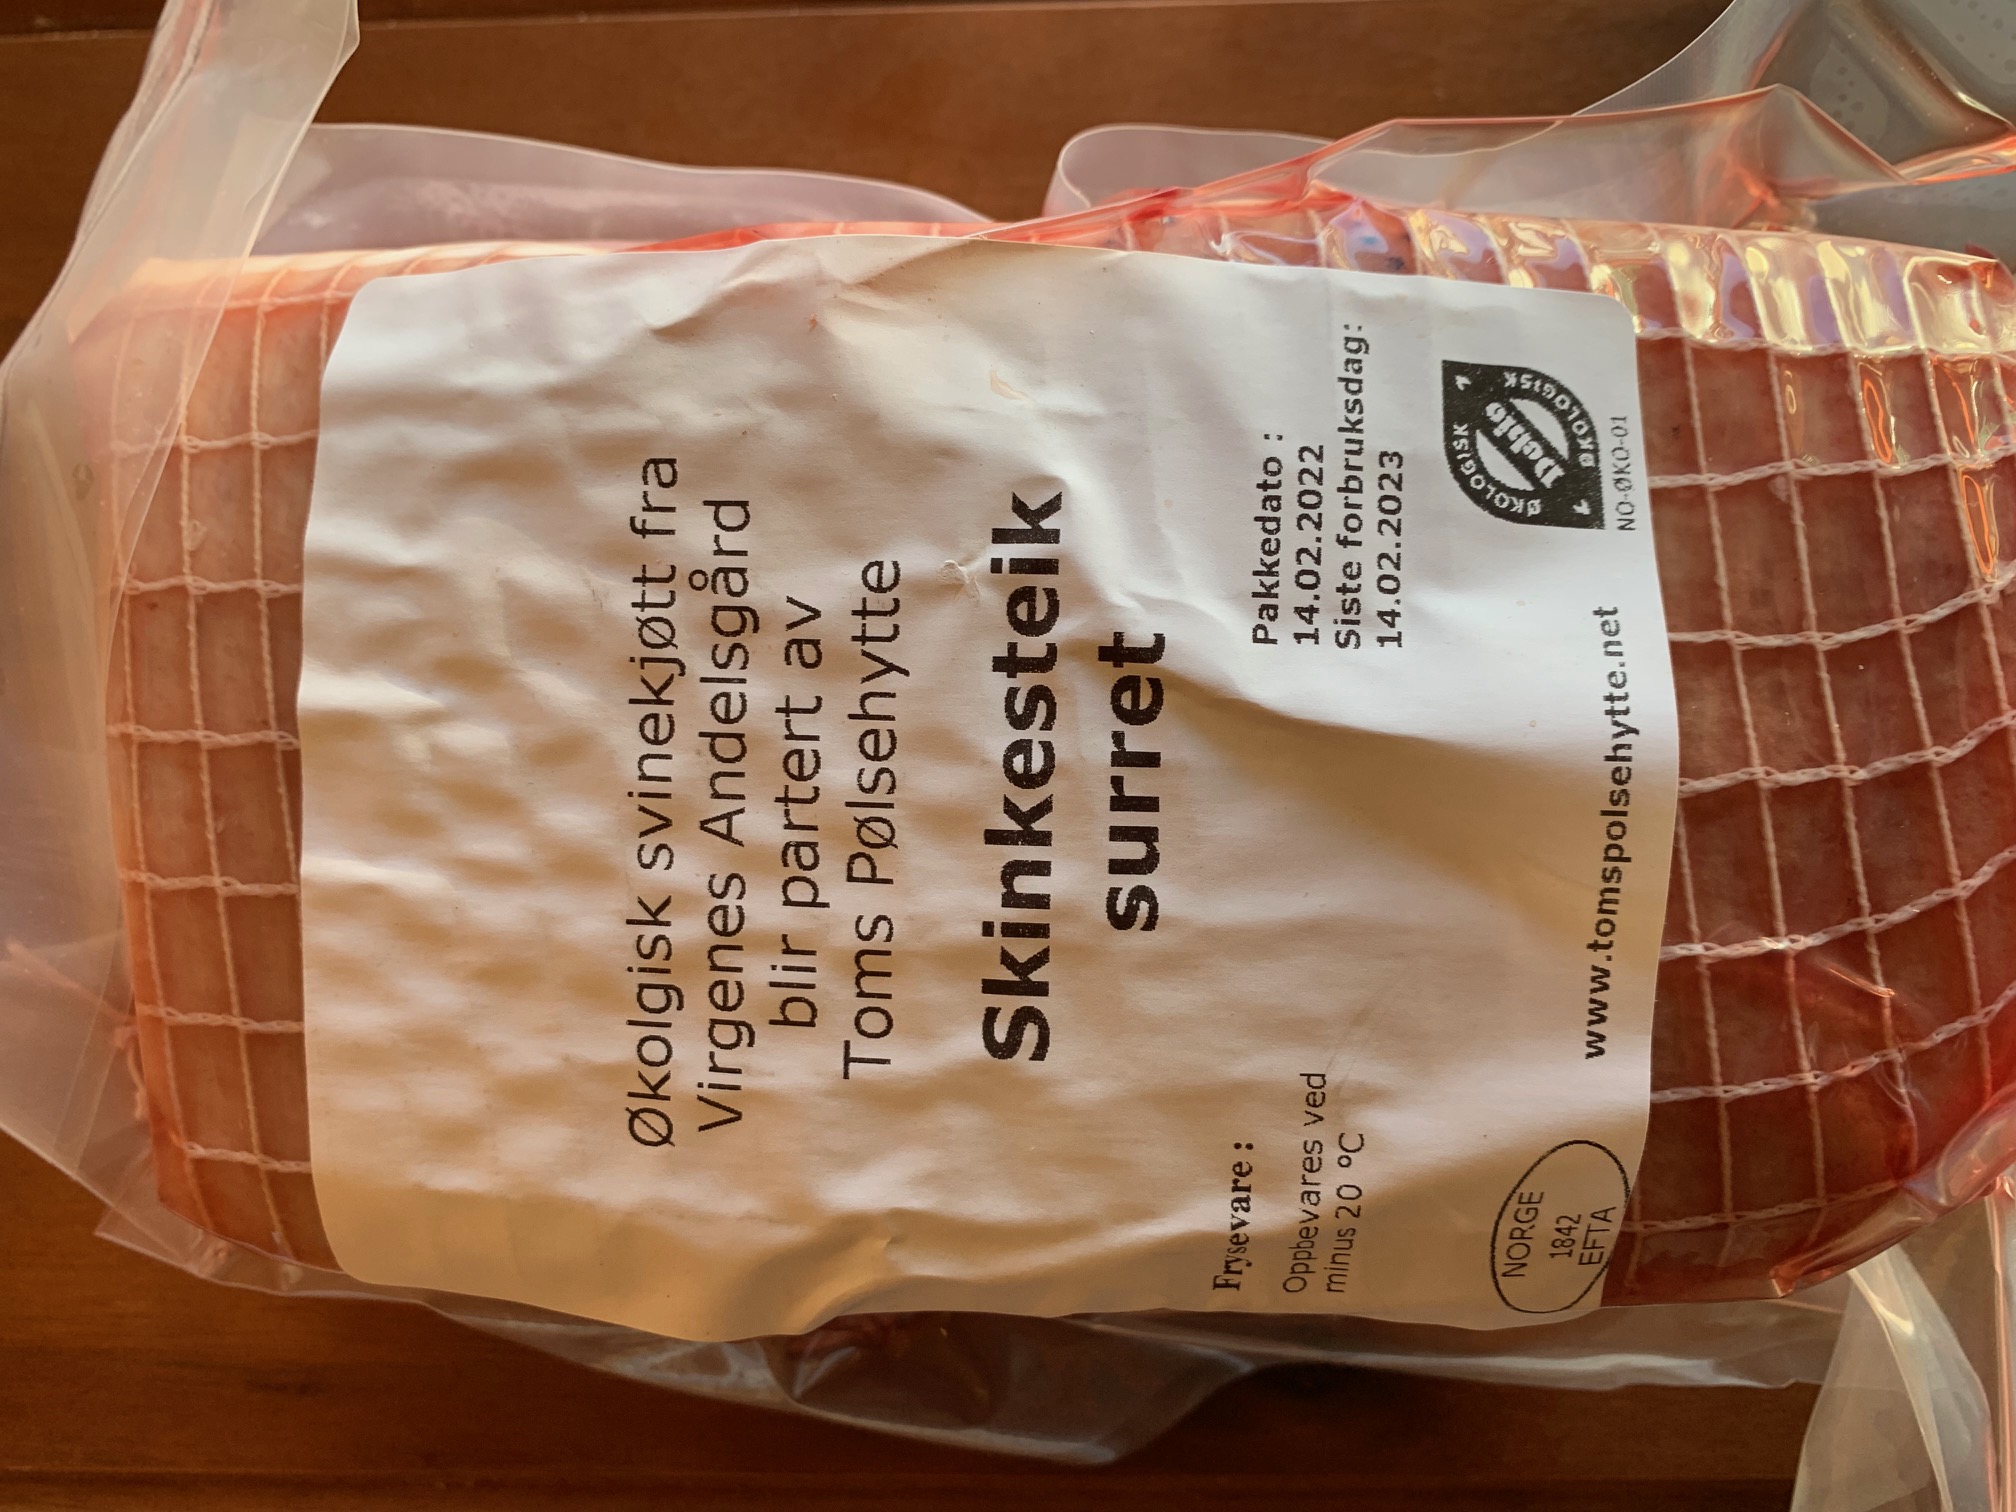 Økolgisk svinekjøtt fra
Virgenes Andelsgård
blir partert av
Toms Pølsehytte
Skinkesteik
surret
Frysevare :
Oppbevares ved
minus 20 ºC
Pakkedato :
14.02.2022
Siste forbruksdag:
14.02.2023
NORGE
1842
EFTA
www.tomspolsehytte.net
ØKOLOGISK
Debio
ØKOLOGISK
NO-ØKO-01